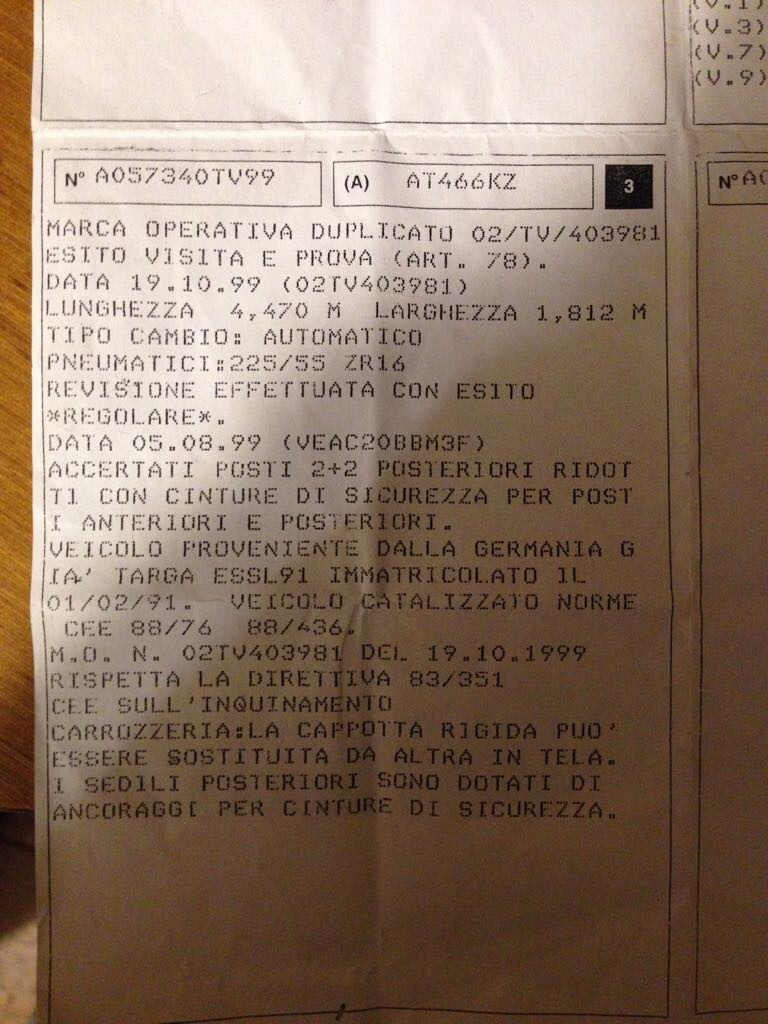 (V.1)
(V.3)
(V.7)
(V.9)
N° A057340TV99
(A) AT466KZ
3
N° A0
MARCA OPERATIVA DUPLICATO 02/TV/403981
ESITO VISITA E PROVA (ART. 78).
DATA 19.10.99 (02TV403981)
LUNGHEZZA 4,470 M LARGHEZZA 1,812 M
TIPO CAMBIO: AUTOMATICO
PNEUMATICI:225/55 ZR16
REVISIONE EFFETTUATA CON ESITO
*REGOLARE*.
DATA 05.08.99 (VEAC20BBM3F)
ACCERTATI POSTI 2+2 POSTERIORI RIDOT
TI CON CINTURE DI SICUREZZA PER POST
I ANTERIORI E POSTERIORI.
VEICOLO PROVENIENTE DALLA GERMANIA G
IA' TARGA ESSL91 IMMATRICOLATO IL
01/02/91. VEICOLO CATALIZZATO NORME
CEE 88/76 88/436.
M.O. N. 02TV403981 DEL 19.10.1999
RISPETTA LA DIRETTIVA 83/351
CEE SULL'INQUINAMENTO
CARROZZERIA:LA CAPPOTTA RIGIDA PUO'
ESSERE SOSTITUITA DA ALTRA IN TELA.
I SEDILI POSTERIORI SONO DOTATI DI
ANCORAGGI PER CINTURE DI SICUREZZA.